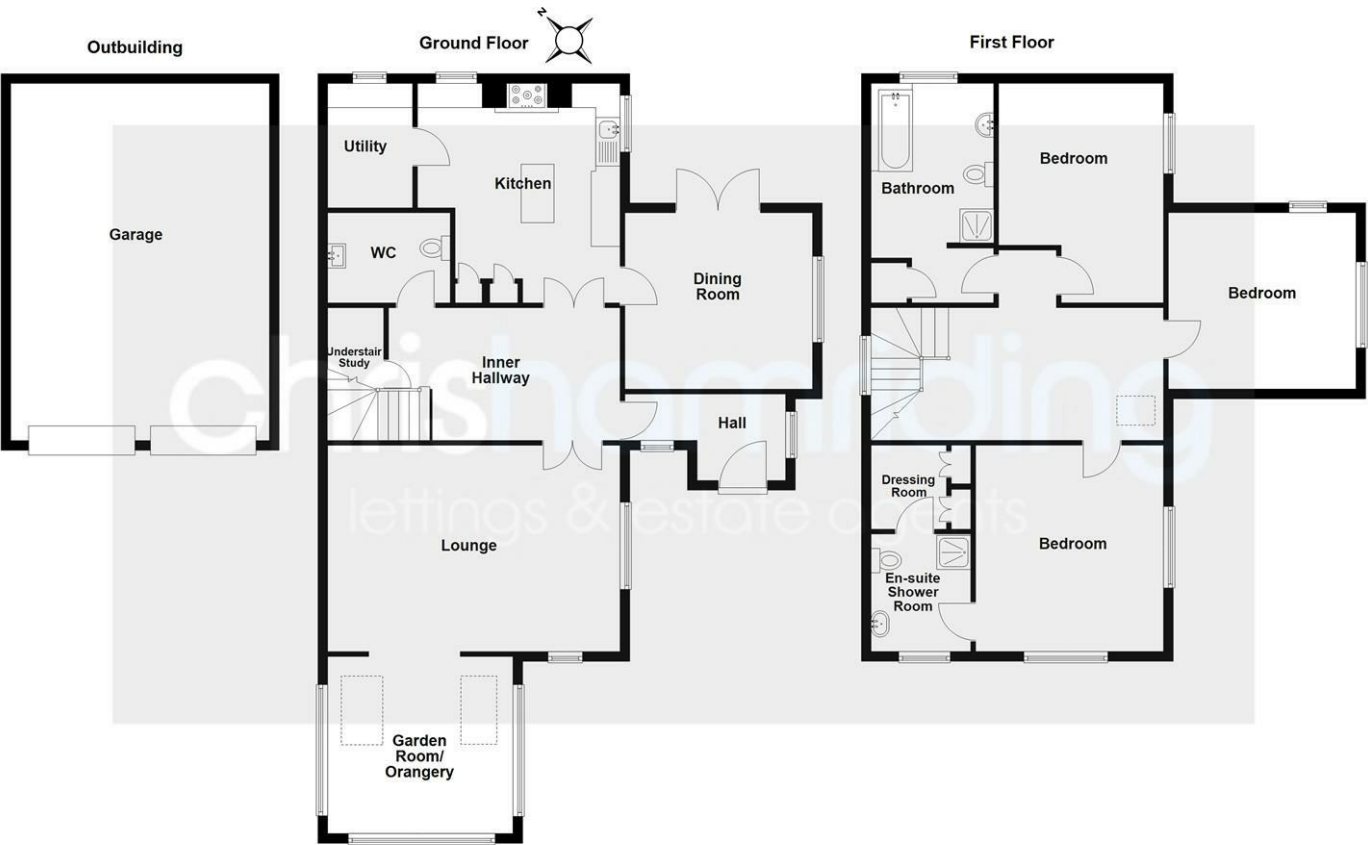 Outbuilding
Ground Floor
N
First Floor
Garage
Utility
Kitchen
WC
Dining
Room
Understair
Study
Inner
Hallway
Hall
Lounge
Garden
Room/
Orangery
Bathroom
Bedroom
Bedroom
Dressing
Room
Bedroom
En-suite
Shower
Room
chrishamriding
lettings & estate agents